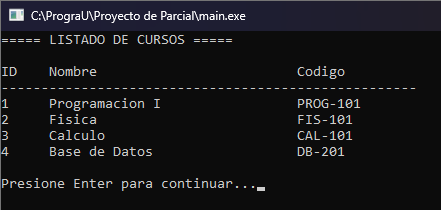 C:\PrograU\Proyecto de Parcial\main.exe
===== LISTADO DE CURSOS =====
ID    Nombre                         Codigo
----------------------------------------------------
1     Programacion I                 PROG-101
2     Fisica                         FIS-101
3     Calculo                        CAL-101
4     Base de Datos                  DB-201
Presione Enter para continuar...